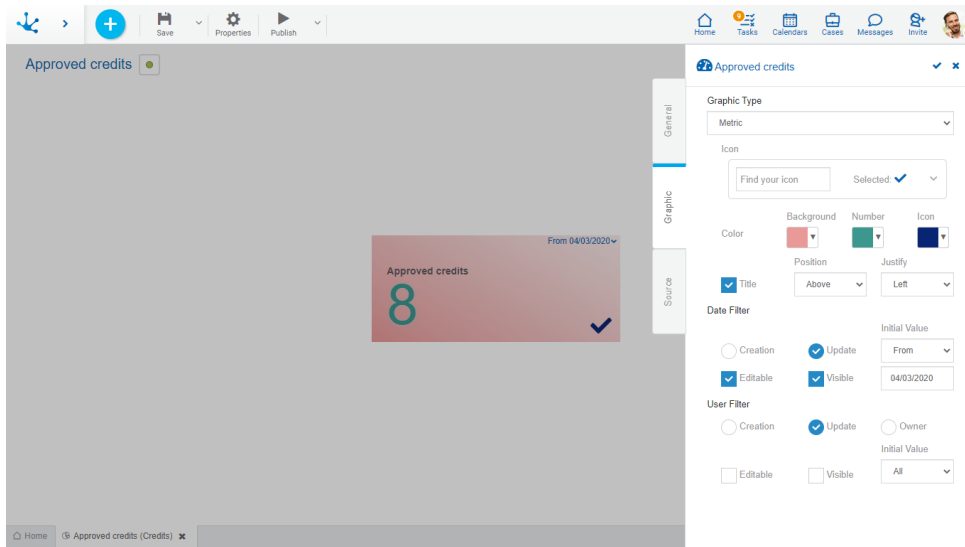 Save
Properties
Publish
Home
9
Tasks
Calendars
Cases
Messages
Invite
Approved credits
From 04/03/2020
Approved credits
8
General
Graphic
Source
Approved credits
Graphic Type
Metric
Icon
Find your icon
Selected:
Background Number Icon
Color
Position Justify
Title Above Left
Date Filter
Initial Value
Creation Update From
Editable Visible 04/03/2020
User Filter
Creation Update Owner
Initial Value
Editable Visible All
Home Approved credits (Credits)